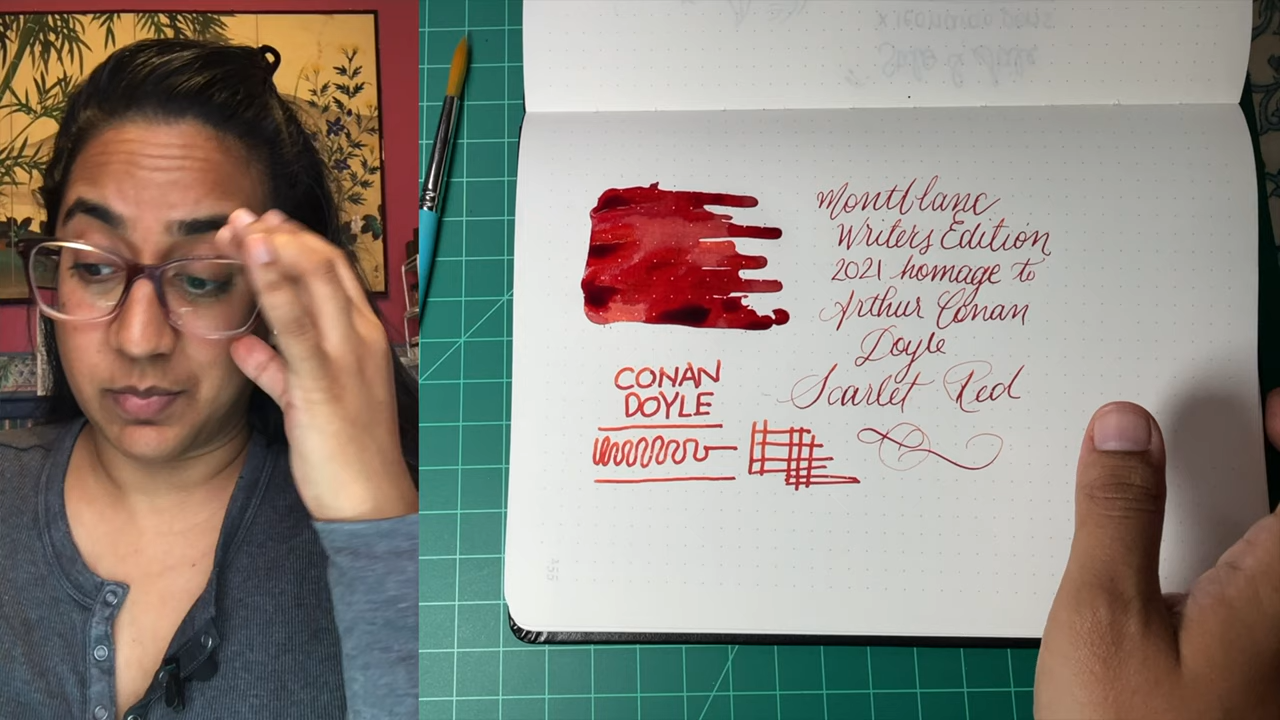 Montblanc
Writers Edition
2021 homage to
Arthur Conan
Doyle
Scarlet Red
CONAN
DOYLE